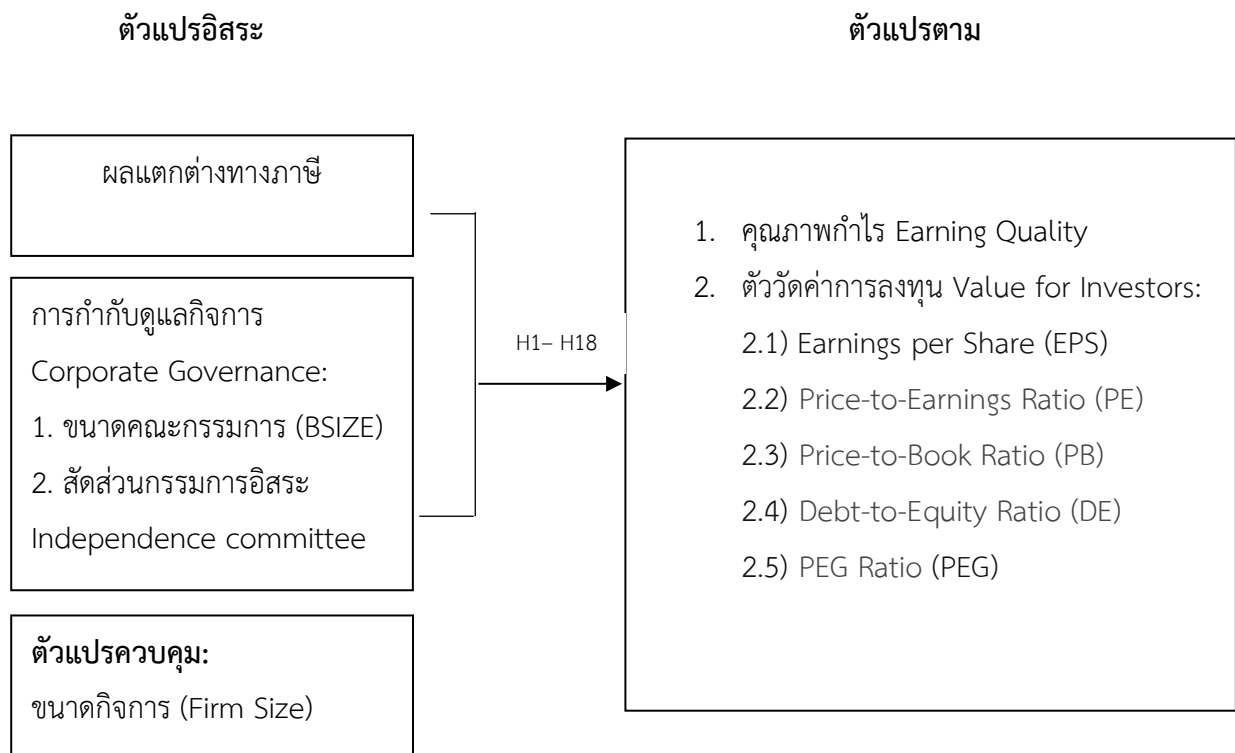 ตัวแปรอิสระ
ตัวแปรตาม
ผลแตกต่างทางภาษี
การกำกับดูแลกิจการ
Corporate Governance:
1. ขนาดคณะกรรมการ (BSIZE)
2. สัดส่วนกรรมการอิสระ
Independence committee
ตัวแปรควบคุม:
ขนาดกิจการ (Firm Size)
H1– H18
1. คุณภาพกำไร Earning Quality
2. ตัววัดค่าการลงทุน Value for Investors:
2.1) Earnings per Share (EPS)
2.2) Price-to-Earnings Ratio (PE)
2.3) Price-to-Book Ratio (PB)
2.4) Debt-to-Equity Ratio (DE)
2.5) PEG Ratio (PEG)